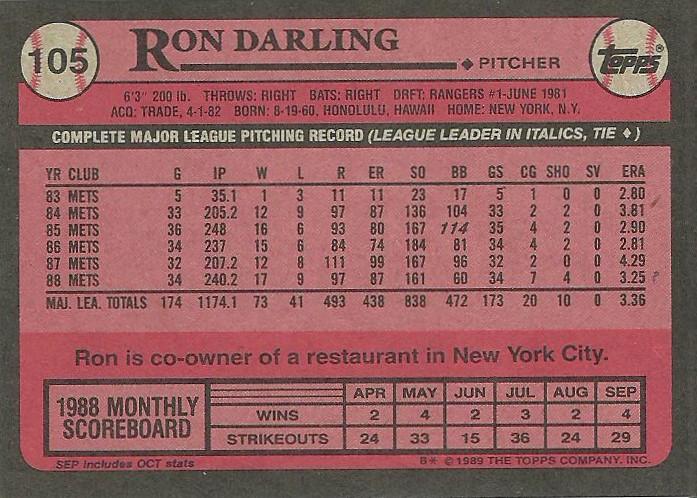 105
RON DARLING
♦ PITCHER
Topps®
6'3" 200 lb. THROWS: RIGHT BATS: RIGHT DRFT: RANGERS #1-JUNE 1981
ACQ: TRADE, 4-1-82 BORN: 8-19-60, HONOLULU, HAWAII HOME: NEW YORK, N.Y.
COMPLETE MAJOR LEAGUE PITCHING RECORD (LEAGUE LEADER IN ITALICS, TIE ♦)
YR CLUB G IP W L R ER SO BB GS CG SHO SV ERA
83 METS 5 35.1 1 3 11 11 23 17 5 1 0 0 2.80
84 METS 33 205.2 12 9 97 87 136 104 33 2 2 0 3.81
85 METS 36 248 16 6 93 80 167 114 35 4 2 0 2.90
86 METS 34 237 15 6 84 74 184 81 34 4 2 0 2.81
87 METS 32 207.2 12 8 111 99 167 96 32 2 0 0 4.29
88 METS 34 240.2 17 9 97 87 161 60 34 7 4 0 3.25
MAJ. LEA. TOTALS 174 1174.1 73 41 493 438 838 472 173 20 10 0 3.36
Ron is co-owner of a restaurant in New York City.
1988 MONTHLY SCOREBOARD
APR MAY JUN JUL AUG SEP
WINS 2 4 2 3 2 4
STRIKEOUTS 24 33 15 36 24 29
SEP includes OCT stats
B* © 1989 THE TOPPS COMPANY, INC.